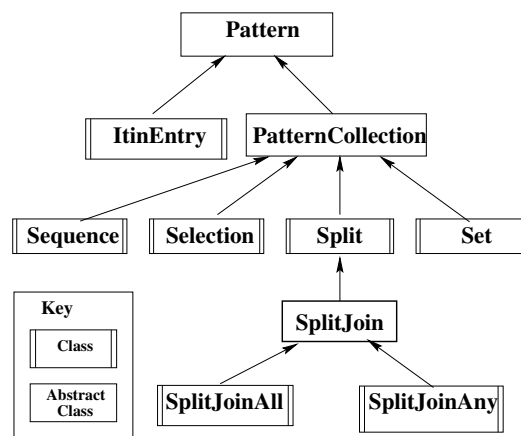 Pattern
ItinEntry
PatternCollection
Sequence
Selection
Split
Set
Key
Class
Abstract
Class
SplitJoin
SplitJoinAll
SplitJoinAny